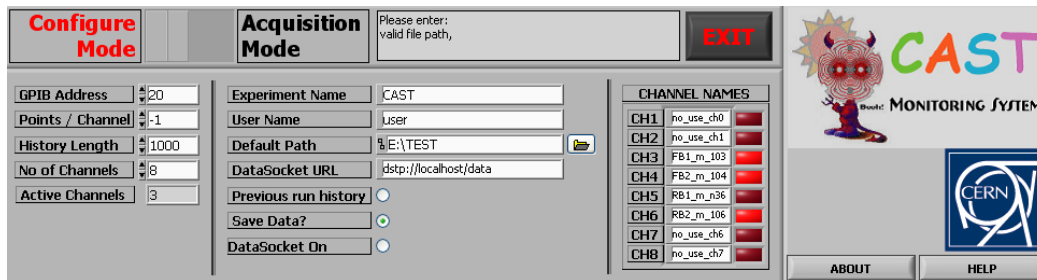 Configure
Mode
Acquisition
Mode
Please enter:
valid file path,
EXIT
GPIB Address 20
Points / Channel -1
History Length 1000
No of Channels 8
Active Channels 3
Experiment Name CAST
User Name user
Default Path E:\TEST
DataSocket URL dstp://localhost/data
Previous run history
Save Data?
DataSocket On
CHANNEL NAMES
CH1 no_use_ch0
CH2 no_use_ch1
CH3 FB1_m_103
CH4 FB2_m_104
CH5 RB1_m_n36
CH6 RB2_m_106
CH7 no_use_ch6
CH8 no_use_ch7
CAST
MONITORING SYSTEM
CERN
ABOUT
HELP